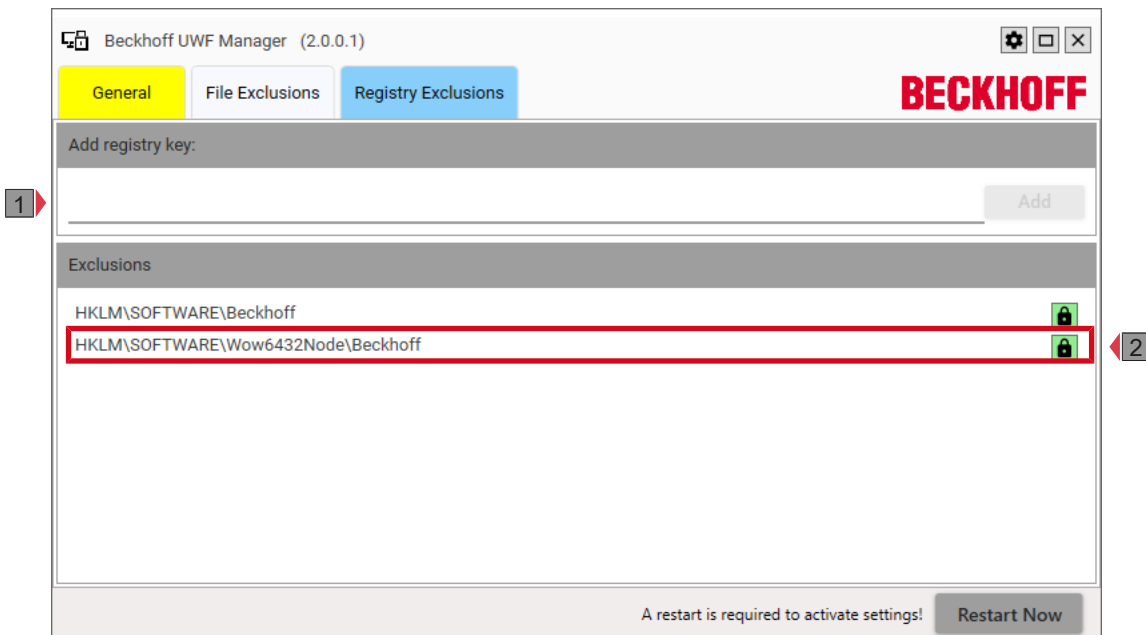 Beckhoff UWF Manager (2.0.0.1)
General File Exclusions Registry Exclusions
BECKHOFF
Add registry key:
1
Add
Exclusions
HKLM\SOFTWARE\Beckhoff
HKLM\SOFTWARE\Wow6432Node\Beckhoff
2
A restart is required to activate settings! Restart Now